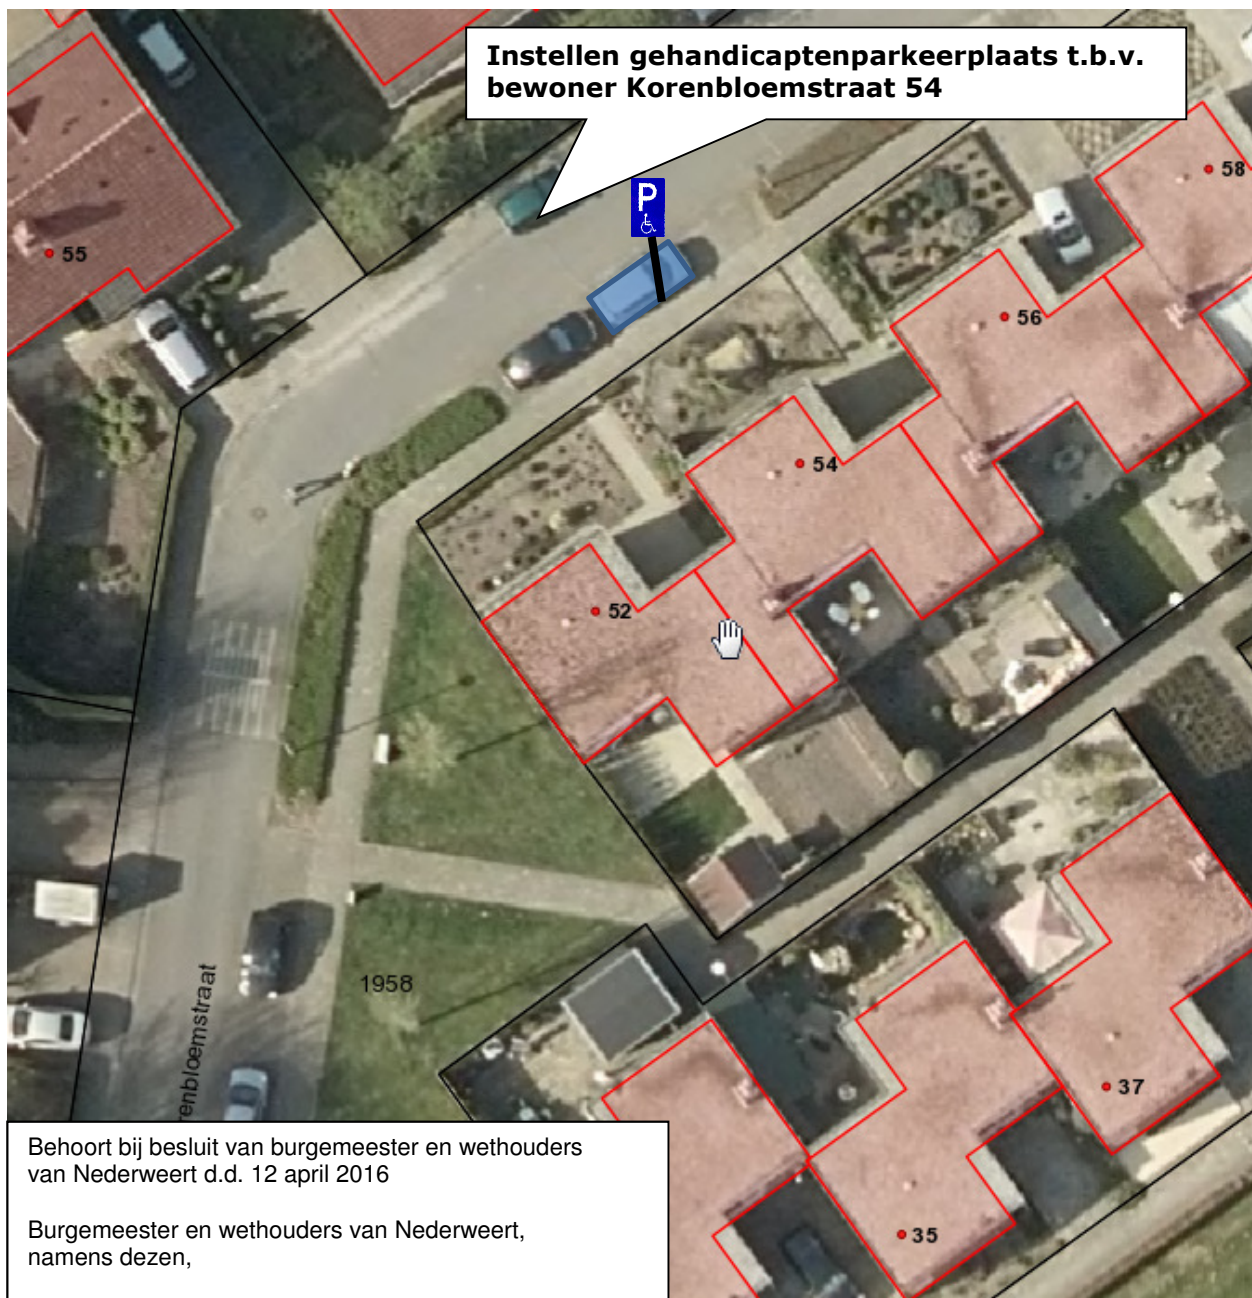 Instellen gehandicaptenparkeerplaats t.b.v.
bewoner Korenbloemstraat 54
P
58
55
56
54
52
1958
renbloemstraat
37
35
Behoort bij besluit van burgemeester en wethouders
van Nederweert d.d. 12 april 2016
Burgemeester en wethouders van Nederweert,
namens dezen,